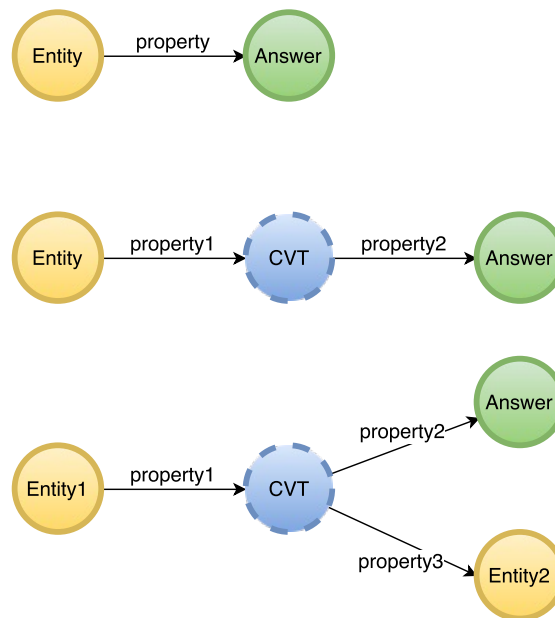 Entity property Answer
Entity property1 CVT property2 Answer
Answer
property2
Entity1 property1 CVT
property3
Entity2